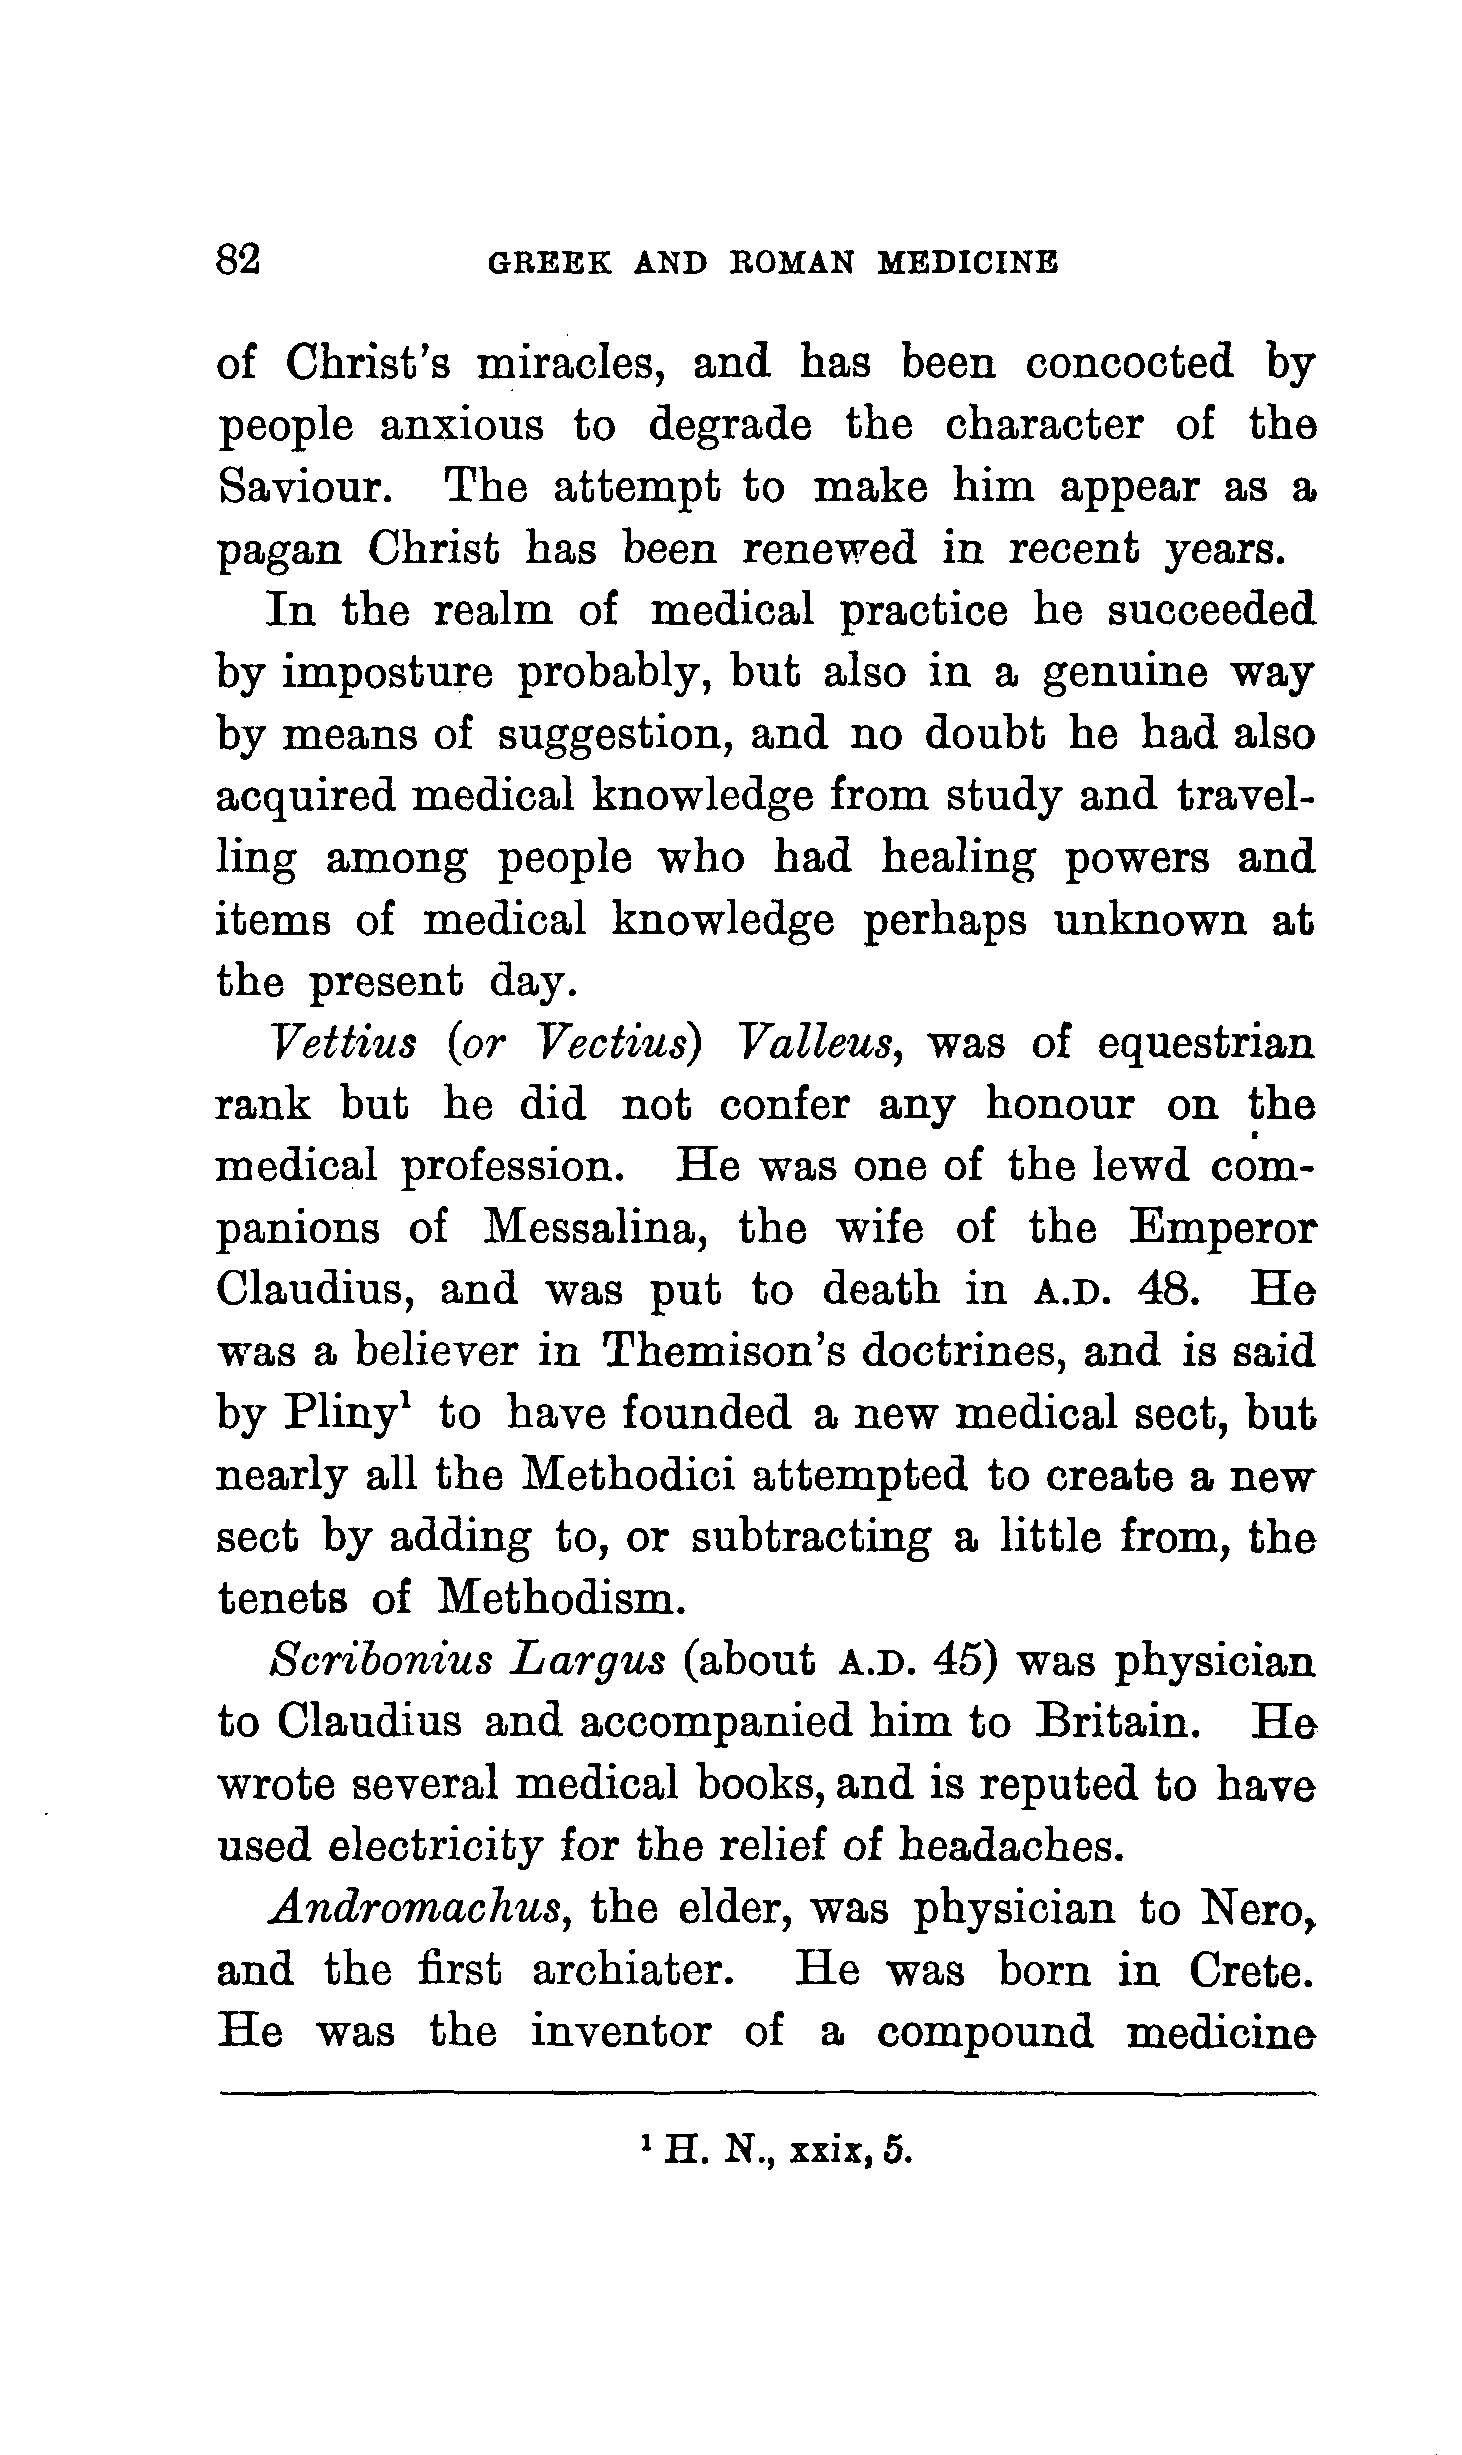 82 GREEK AND ROMAN MEDICINE
of Christ's miracles, and has been concocted by
people anxious to degrade the character of the
Saviour. The attempt to make him appear as a
pagan Christ has been renewed in recent years.
In the realm of medical practice he succeeded
by imposture probably, but also in a genuine way
by means of suggestion, and no doubt he had also
acquired medical knowledge from study and travel-
ling among people who had healing powers and
items of medical knowledge perhaps unknown at
the present day.
Vettius (or Vectius) Valleus, was of equestrian
rank but he did not confer any honour on the
medical profession. He was one of the lewd com-
panions of Messalina, the wife of the Emperor
Claudius, and was put to death in A.D. 48. He
was a believer in Themison's doctrines, and is said
by Pliny¹ to have founded a new medical sect, but
nearly all the Methodici attempted to create a new
sect by adding to, or subtracting a little from, the
tenets of Methodism.
Scribonius Largus (about A.D. 45) was physician
to Claudius and accompanied him to Britain. He
wrote several medical books, and is reputed to have
used electricity for the relief of headaches.
Andromachus, the elder, was physician to Nero,
and the first archiater. He was born in Crete.
He was the inventor of a compound medicine
¹ H. N., xxix, 5.